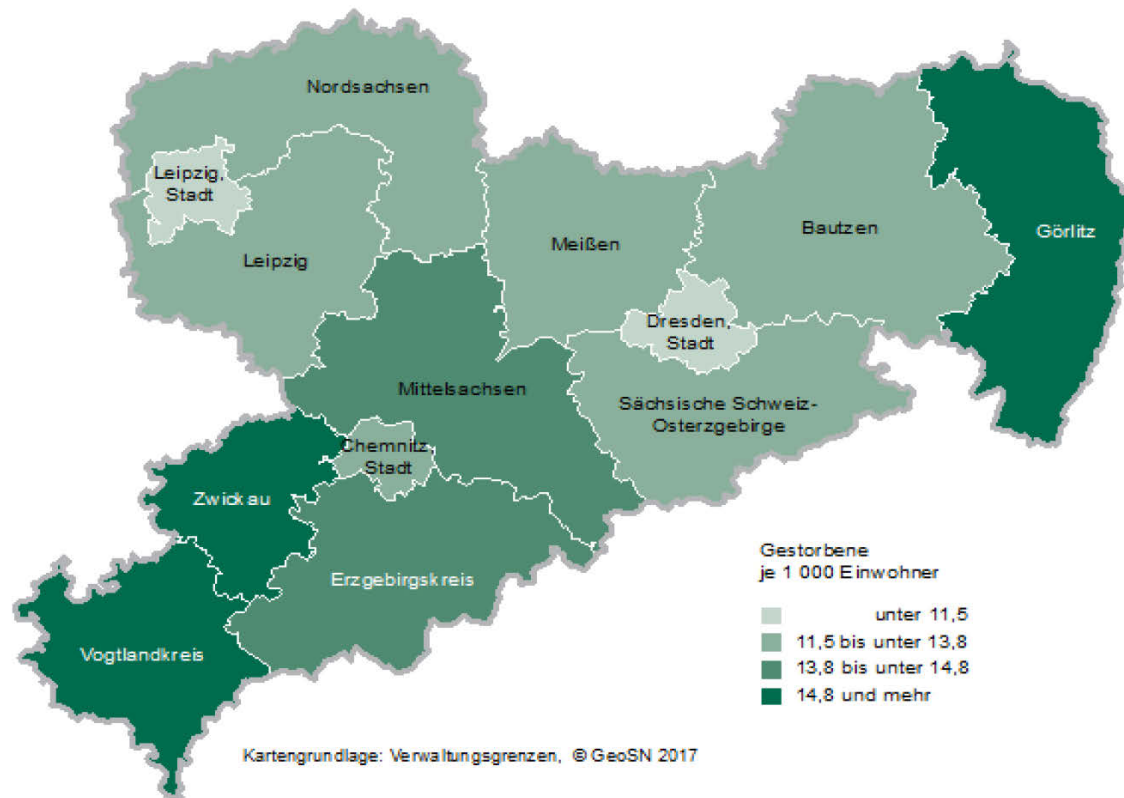 Nordsachsen
Leipzig,
Stadt
Leipzig
Meißen
Bautzen
Görlitz
Dresden,
Stadt
Mittelsachsen
Sächsische Schweiz-
Osterzgebirge
Chemnitz,
Stadt
Zwickau
Erzgebirgskreis
Vogtlandkreis
Gestorbene
je 1 000 Einwohner
unter 11,5
11,5 bis unter 13,8
13,8 bis unter 14,8
14,8 und mehr
Kartengrundlage: Verwaltungsgrenzen, © GeoSN 2017